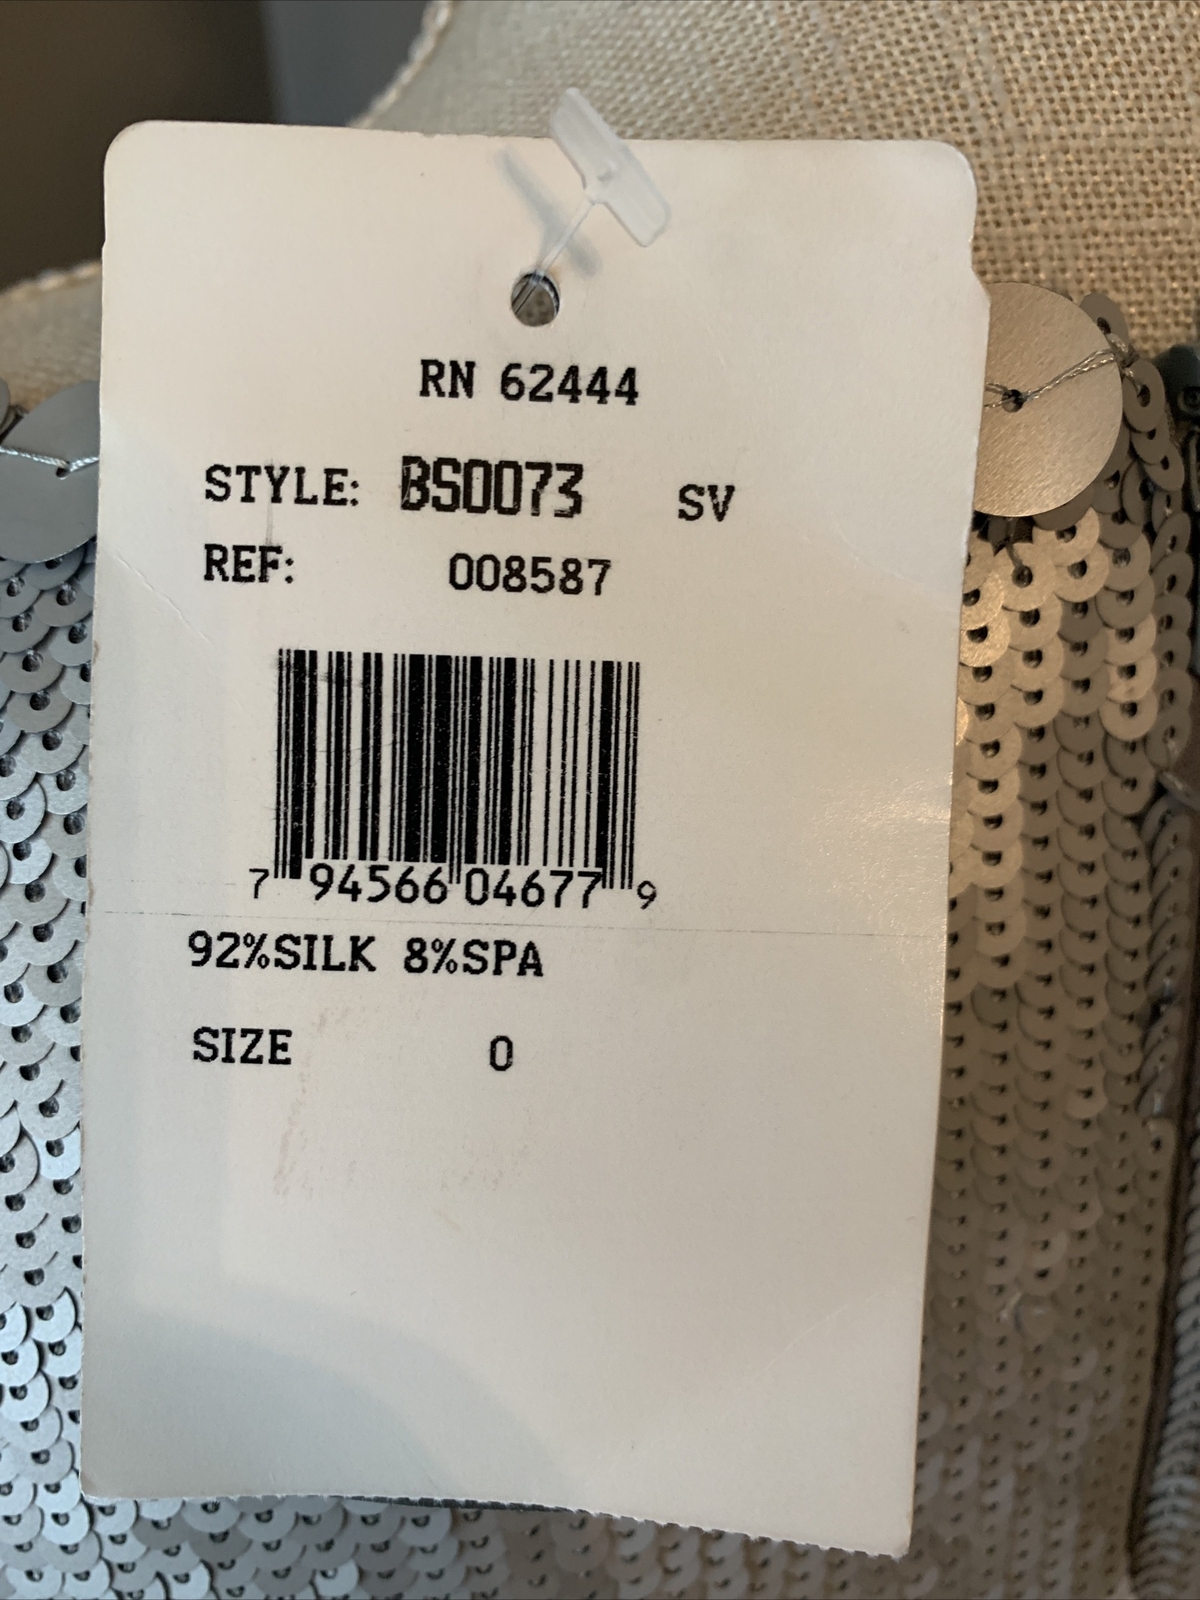 RN 62444
STYLE: BS0073 SV
REF: 008587
7 94566 04677 9
92%SILK 8%SPA
SIZE 0